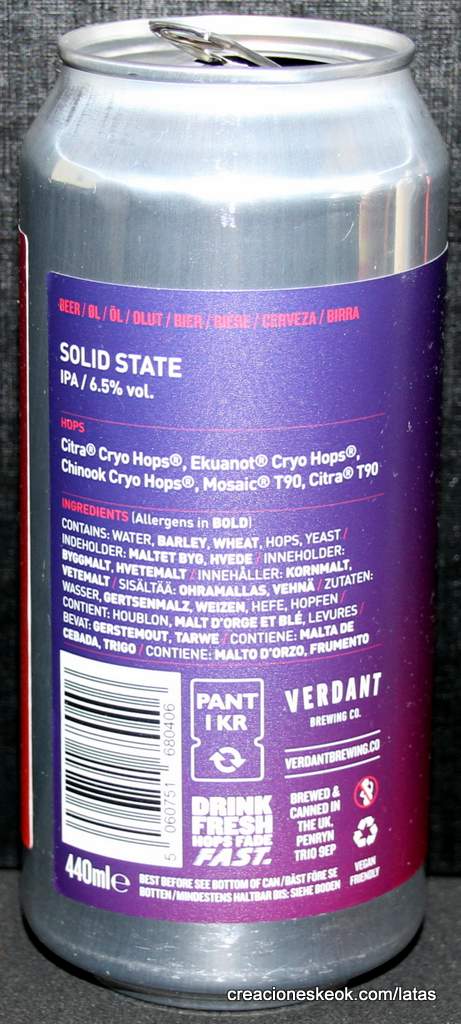 BEER / ØL / ÖL / OLUT / BIER / BIÈRE / CERVEZA / BIRRA
SOLID STATE
IPA / 6.5% vol.
HOPS
Citra® Cryo Hops®, Ekuanot® Cryo Hops®,
Chinook Cryo Hops®, Mosaic® T90, Citra® T90
INGREDIENTS (Allergens in BOLD)
CONTAINS: WATER, BARLEY, WHEAT, HOPS, YEAST /
INDEHOLDER: MALTET BYG, HVEDE / INNEHOLDER:
BYGGMALT, HVETEMALT / INNEHÅLLER: KORNMALT,
VETEMALT / SISÄLTÄÄ: OHRAMALLAS, VEHNÄ / ZUTATEN:
WASSER, GERTSENMALZ, WEIZEN, HEFE, HOPFEN /
CONTIENT: HOUBLON, MALT D'ORGE ET BLÉ, LEVURES /
BEVAT: GERSTEMOUT, TARWE / CONTIENE: MALTA DE
CEBADA, TRIGO / CONTIENE: MALTO D'ORZO, FRUMENTO
5 060751 680406
PANT
1 KR
VERDANT
BREWING CO.
VERDANTBREWING.CO
DRINK
FRESH
HOPS FADE
FAST.
BREWED &
CANNED IN
THE UK,
PENRYN
TR10 9EP
VEGAN
FRIENDLY
440ml e
BEST BEFORE SEE BOTTOM OF CAN / BÄST FÖRE SE
BOTTEN / MINDESTENS HALTBAR BIS: SIEHE BODEN
creacioneskeok.com/latas